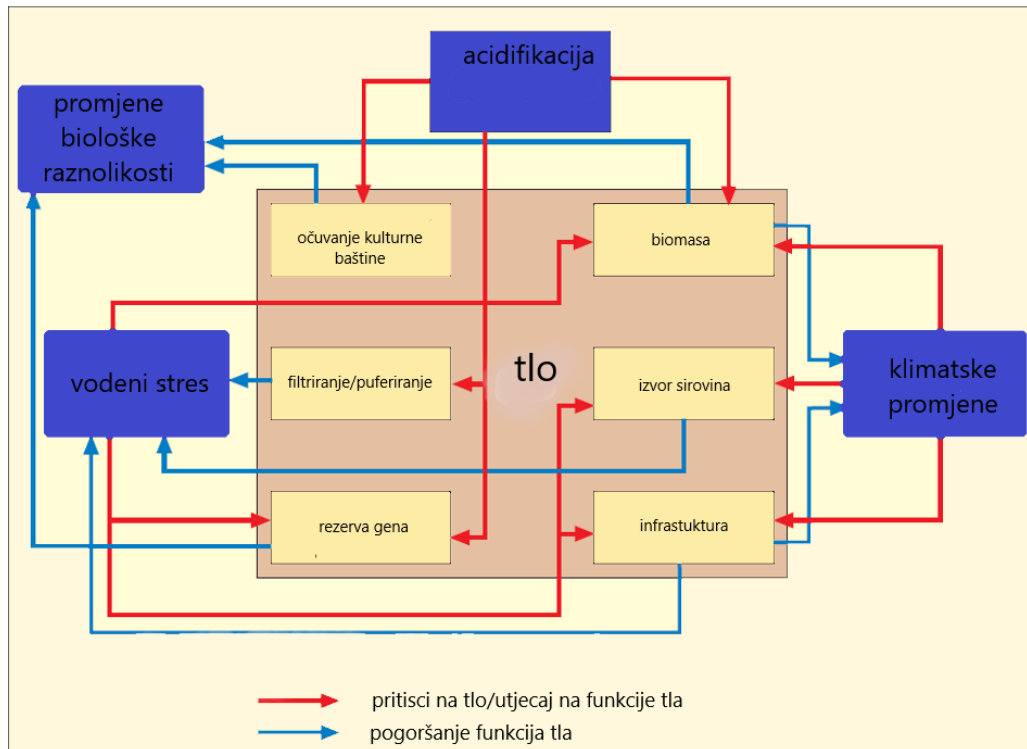 acidifikacija
promjene
biološke
raznolikosti
očuvanje kulturne
baštine
biomasa
vodeni stres
filtriranje/puferiranje
tlo
izvor sirovina
klimatske
promjene
rezerva gena
infrastuktura
pritisci na tlo/utjecaj na funkcije tla
pogoršanje funkcija tla